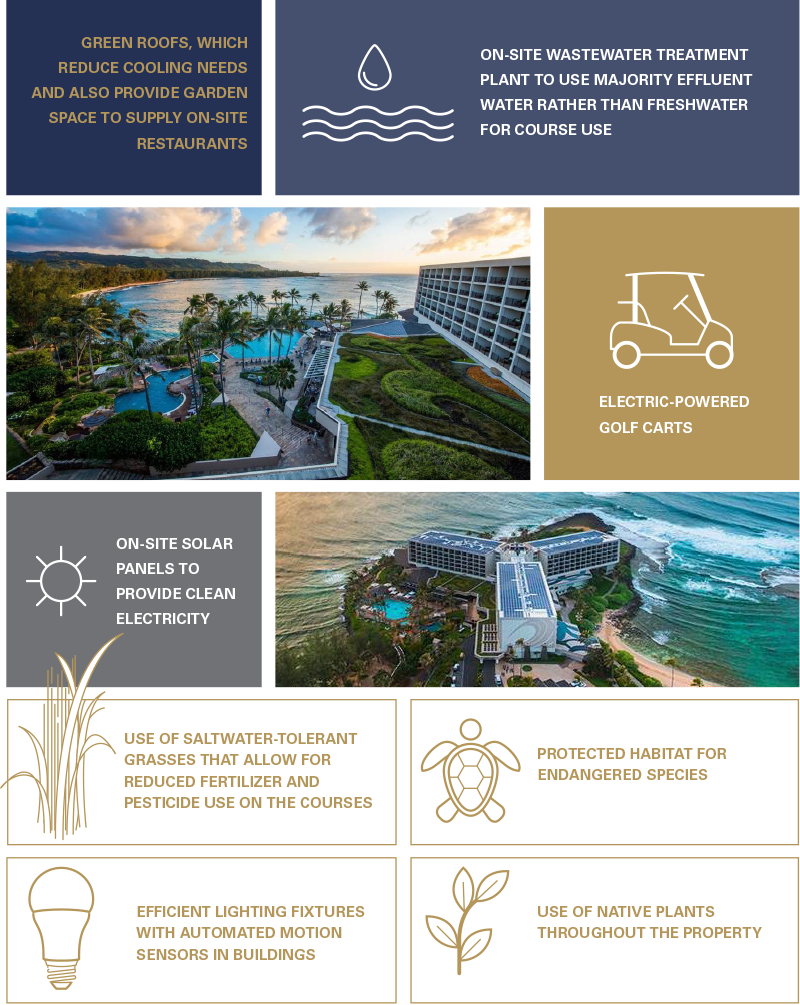 GREEN ROOFS, WHICH
REDUCE COOLING NEEDS
AND ALSO PROVIDE GARDEN
SPACE TO SUPPLY ON-SITE
RESTAURANTS
ON-SITE WASTEWATER TREATMENT
PLANT TO USE MAJORITY EFFLUENT
WATER RATHER THAN FRESHWATER
FOR COURSE USE
ELECTRIC-POWERED
GOLF CARTS
ON-SITE SOLAR
PANELS TO
PROVIDE CLEAN
ELECTRICITY
USE OF SALTWATER-TOLERANT
GRASSES THAT ALLOW FOR
REDUCED FERTILIZER AND
PESTICIDE USE ON THE COURSES
PROTECTED HABITAT FOR
ENDANGERED SPECIES
EFFICIENT LIGHTING FIXTURES
WITH AUTOMATED MOTION
SENSORS IN BUILDINGS
USE OF NATIVE PLANTS
THROUGHOUT THE PROPERTY